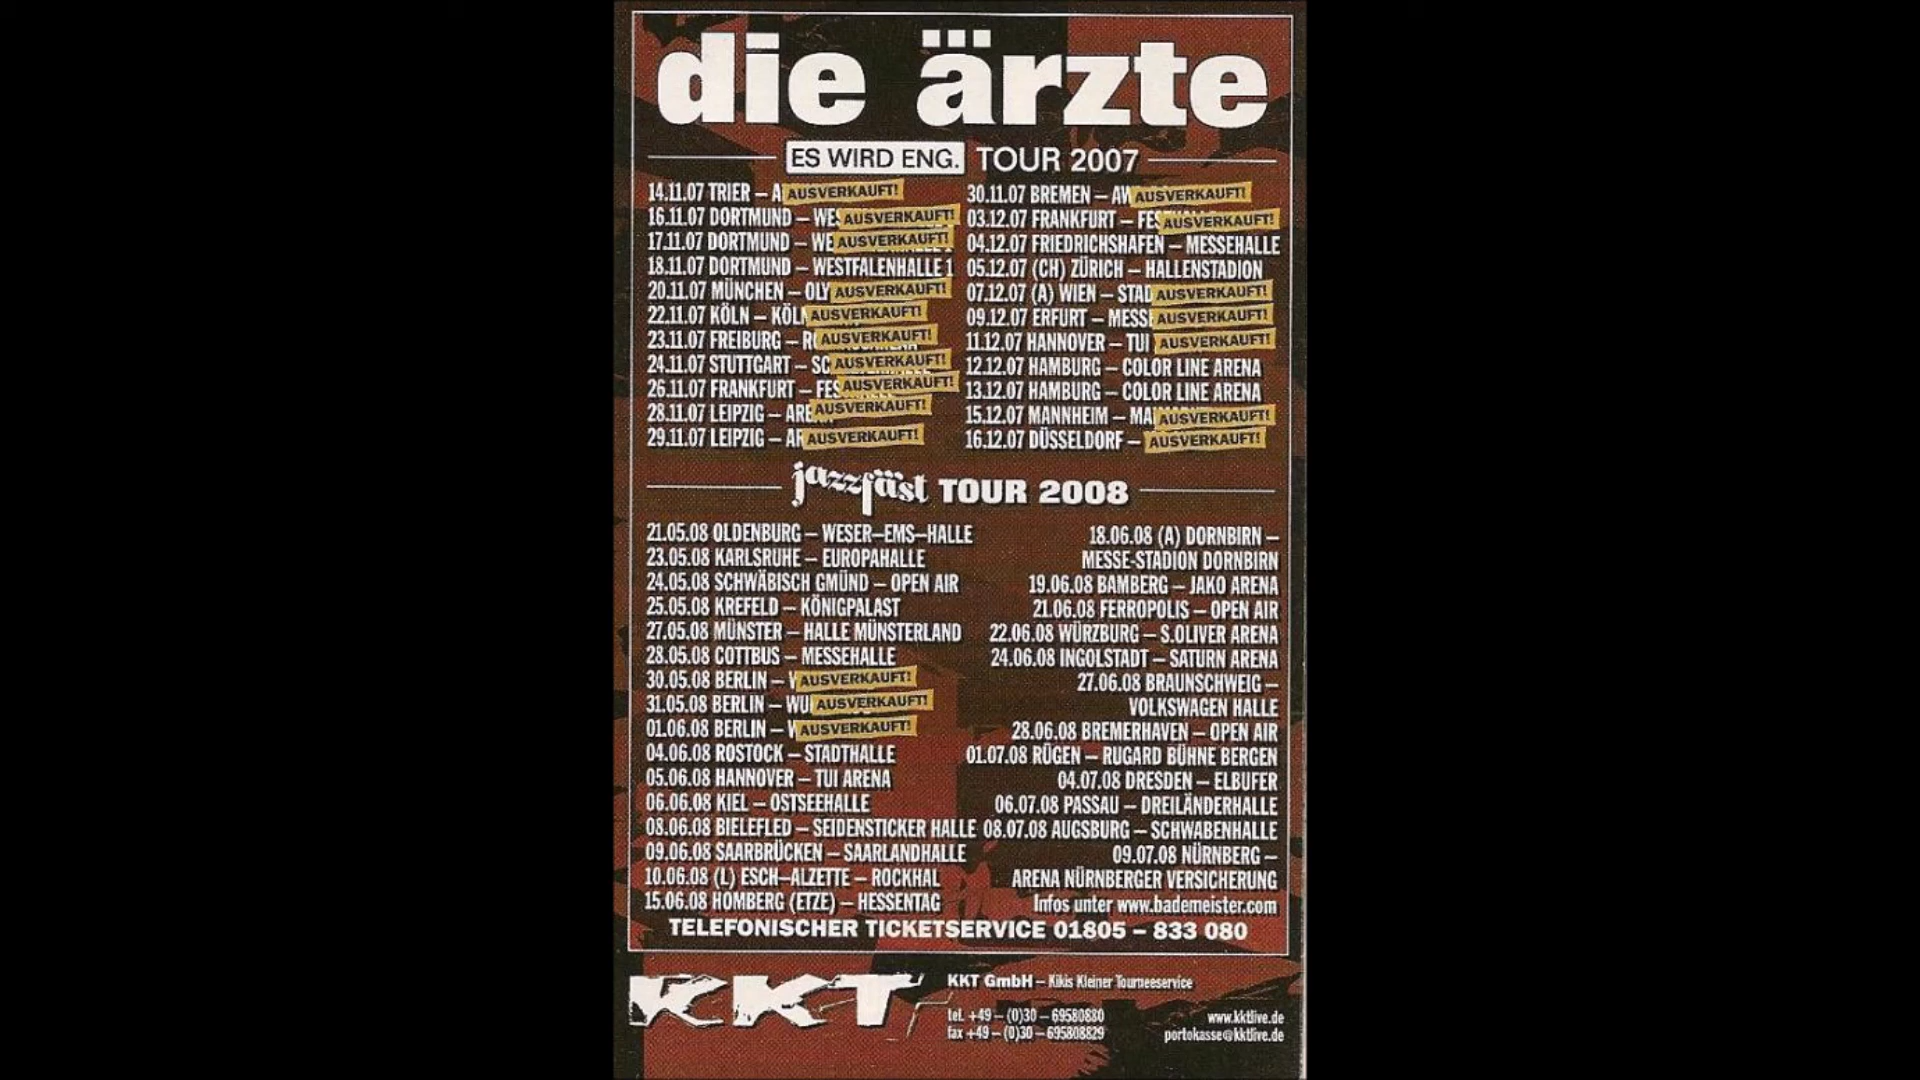 die ärzte
ES WIRD ENG. TOUR 2007
14.11.07 TRIER – A AUSVERKAUFT!
16.11.07 DORTMUND – WES AUSVERKAUFT!
17.11.07 DORTMUND – WE AUSVERKAUFT!
18.11.07 DORTMUND – WESTFALENHALLE 1
20.11.07 MÜNCHEN – OLY AUSVERKAUFT!
22.11.07 KÖLN – KÖLN AUSVERKAUFT!
23.11.07 FREIBURG – RO AUSVERKAUFT!
24.11.07 STUTTGART – SC AUSVERKAUFT!
26.11.07 FRANKFURT – FES AUSVERKAUFT!
28.11.07 LEIPZIG – ARE AUSVERKAUFT!
29.11.07 LEIPZIG – AR AUSVERKAUFT!
30.11.07 BREMEN – AW AUSVERKAUFT!
03.12.07 FRANKFURT – FES AUSVERKAUFT!
04.12.07 FRIEDRICHSHAFEN – MESSEHALLE
05.12.07 (CH) ZÜRICH – HALLENSTADION
07.12.07 (A) WIEN – STAD AUSVERKAUFT!
09.12.07 ERFURT – MESSE AUSVERKAUFT!
11.12.07 HANNOVER – TUI AUSVERKAUFT!
12.12.07 HAMBURG – COLOR LINE ARENA
13.12.07 HAMBURG – COLOR LINE ARENA
15.12.07 MANNHEIM – MA AUSVERKAUFT!
16.12.07 DÜSSELDORF – AUSVERKAUFT!
jazzfäst TOUR 2008
21.05.08 OLDENBURG – WESER–EMS–HALLE
23.05.08 KARLSRUHE – EUROPAHALLE
24.05.08 SCHWÄBISCH GMÜND – OPEN AIR
25.05.08 KREFELD – KÖNIGPALAST
27.05.08 MÜNSTER – HALLE MÜNSTERLAND
28.05.08 COTTBUS – MESSEHALLE
30.05.08 BERLIN – W AUSVERKAUFT!
31.05.08 BERLIN – WU AUSVERKAUFT!
01.06.08 BERLIN – W AUSVERKAUFT!
04.06.08 ROSTOCK – STADTHALLE
05.06.08 HANNOVER – TUI ARENA
06.06.08 KIEL – OSTSEEHALLE
08.06.08 BIELEFLED – SEIDENSTICKER HALLE
09.06.08 SAARBRÜCKEN – SAARLANDHALLE
10.06.08 (L) ESCH–ALZETTE – ROCKHAL
15.06.08 HOMBERG (ETZE) – HESSENTAG
18.06.08 (A) DORNBIRN –
MESSE-STADION DORNBIRN
19.06.08 BAMBERG – JAKO ARENA
21.06.08 FERROPOLIS – OPEN AIR
22.06.08 WÜRZBURG – S.OLIVER ARENA
24.06.08 INGOLSTADT – SATURN ARENA
27.06.08 BRAUNSCHWEIG –
VOLKSWAGEN HALLE
28.06.08 BREMERHAVEN – OPEN AIR
01.07.08 RÜGEN – RUGARD BÜHNE BERGEN
04.07.08 DRESDEN – ELBUFER
06.07.08 PASSAU – DREILÄNDERHALLE
08.07.08 AUGSBURG – SCHWABENHALLE
09.07.08 NÜRNBERG –
ARENA NÜRNBERGER VERSICHERUNG
Infos unter www.bademeister.com
TELEFONISCHER TICKETSERVICE 01805 – 833 080
KKT
KKT GmbH – Kikis Kleiner Tourneeservice
tel. +49 – (0)30 – 69580880
fax +49 – (0)30 – 695808829
www.kktlive.de
portokasse@kktlive.de